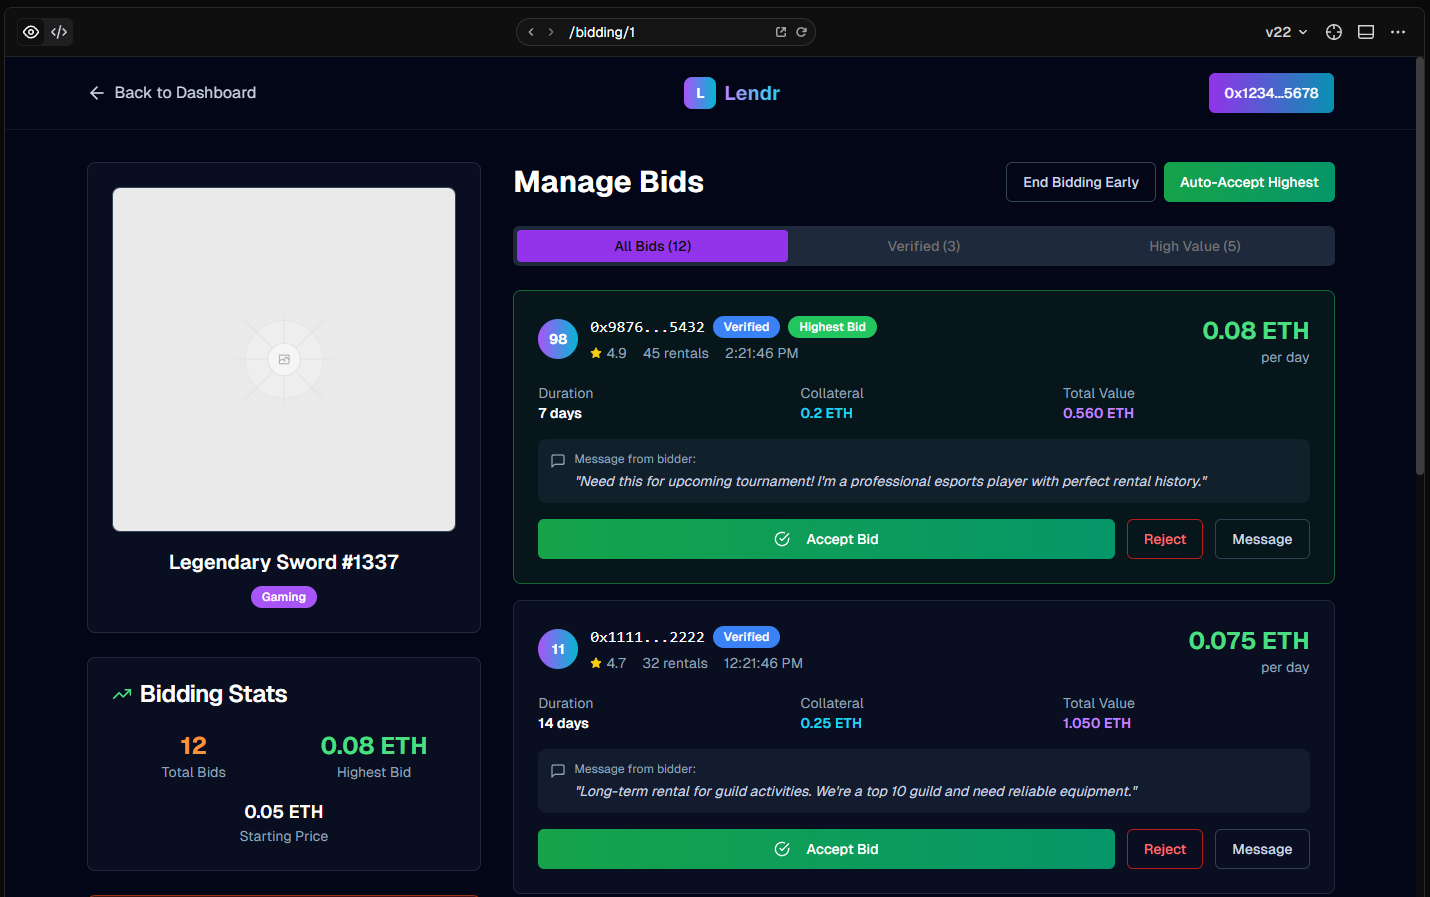 /bidding/1
v22
Back to Dashboard
L
Lendr
0x1234...5678
Legendary Sword #1337
Gaming
Bidding Stats
12
Total Bids
0.08 ETH
Highest Bid
0.05 ETH
Starting Price
Manage Bids
End Bidding Early
Auto-Accept Highest
All Bids (12)
Verified (3)
High Value (5)
98
0x9876...5432
Verified
Highest Bid
4.9
45 rentals
2:21:46 PM
0.08 ETH
per day
Duration
7 days
Collateral
0.2 ETH
Total Value
0.560 ETH
Message from bidder:
"Need this for upcoming tournament! I'm a professional esports player with perfect rental history."
Accept Bid
Reject
Message
11
0x1111...2222
Verified
4.7
32 rentals
12:21:46 PM
0.075 ETH
per day
Duration
14 days
Collateral
0.25 ETH
Total Value
1.050 ETH
Message from bidder:
"Long-term rental for guild activities. We're a top 10 guild and need reliable equipment."
Accept Bid
Reject
Message